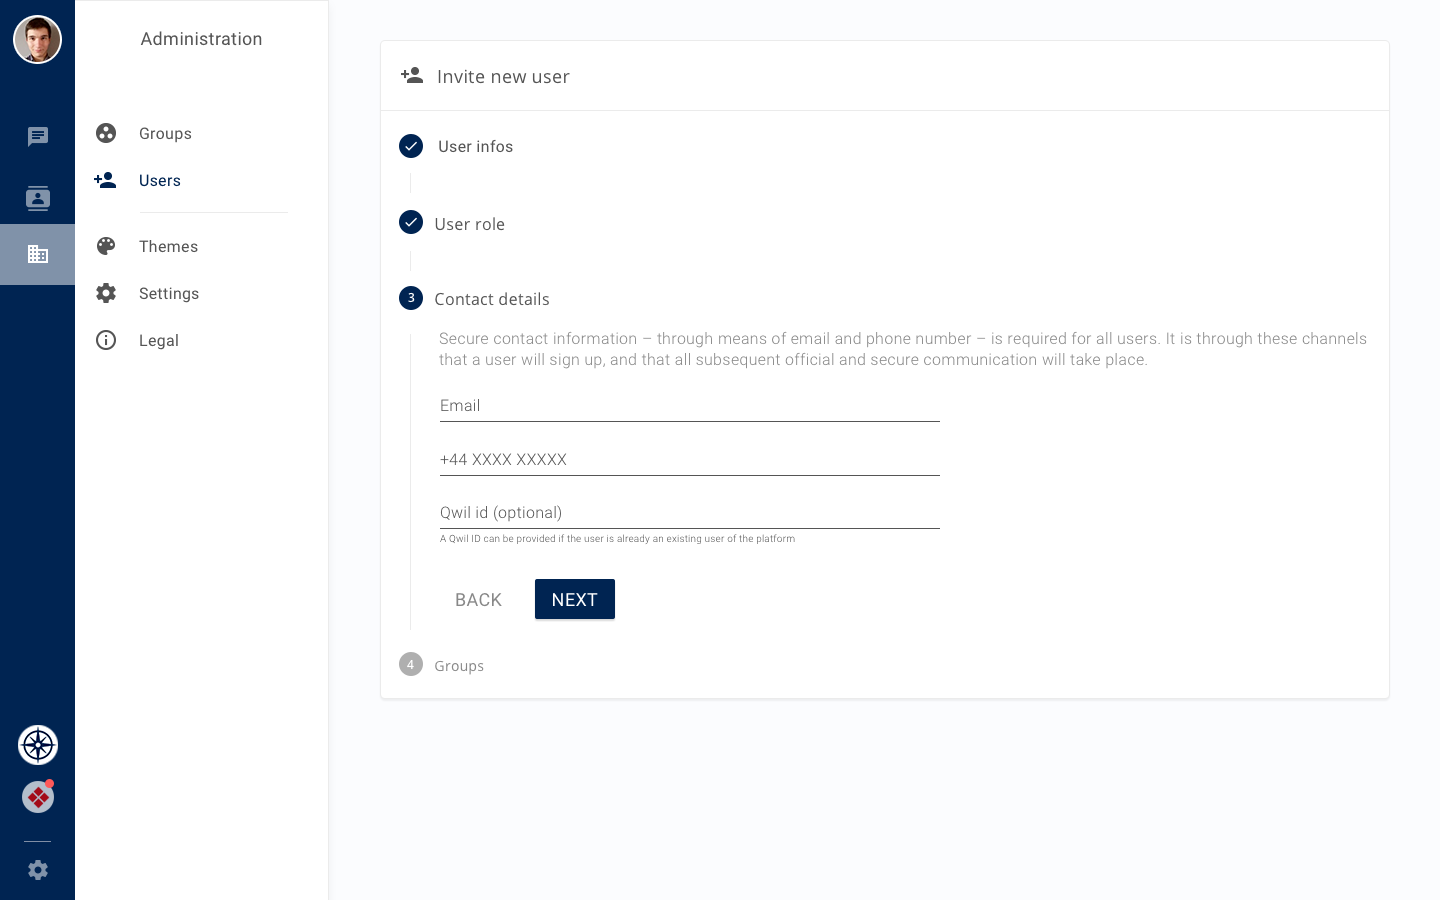 Administration
Groups
Users
Themes
Settings
Legal
Invite new user
User infos
User role
3
Contact details
Secure contact information – through means of email and phone number – is required for all users. It is through these channels
that a user will sign up, and that all subsequent official and secure communication will take place.
Email
+44 XXXX XXXXX
Qwil id (optional)
A Qwil ID can be provided if the user is already an existing user of the platform
BACK
NEXT
4
Groups